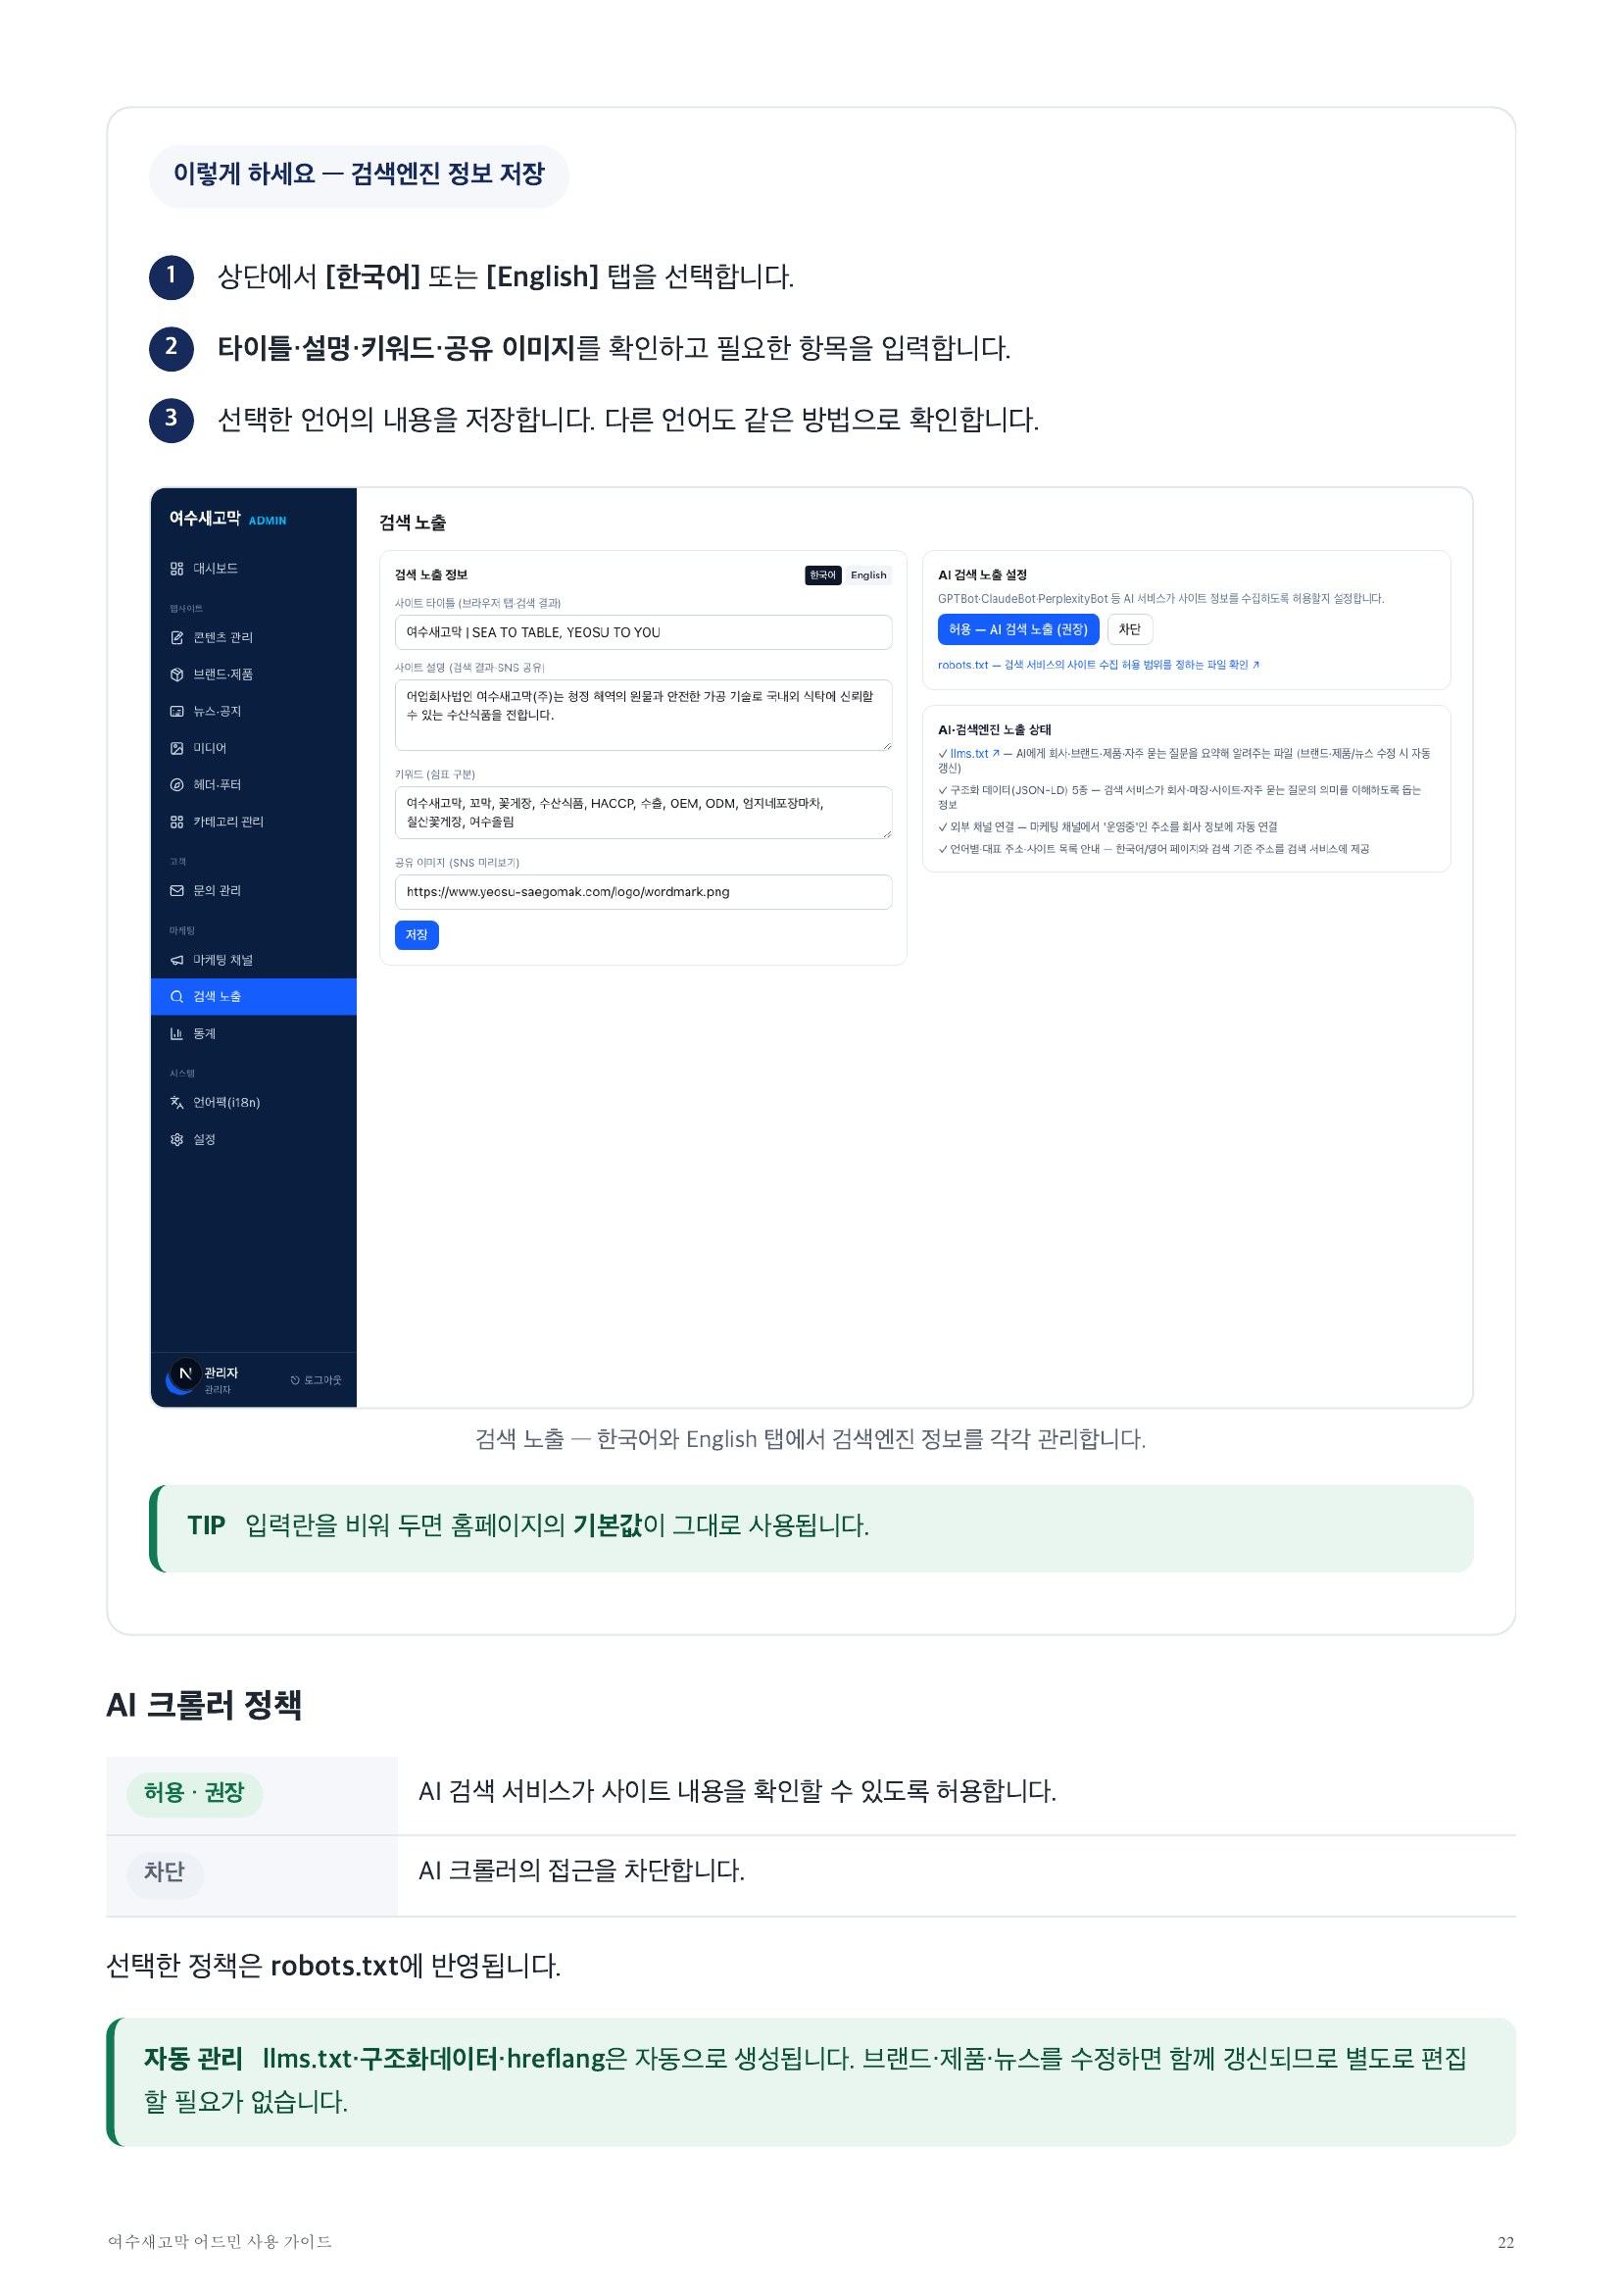 이렇게 하세요 — 검색엔진 정보 저장
1 상단에서 [한국어] 또는 [English] 탭을 선택합니다.
2 타이틀·설명·키워드·공유 이미지를 확인하고 필요한 항목을 입력합니다.
3 선택한 언어의 내용을 저장합니다. 다른 언어도 같은 방법으로 확인합니다.
여수새고막 ADMIN
대시보드
웹사이트
콘텐츠 관리
브랜드·제품
뉴스·공지
미디어
헤더·푸터
카테고리 관리
고객
문의 관리
마케팅
마케팅 채널
검색 노출
통계
시스템
언어팩(i18n)
설정
N 관리자
관리자
로그아웃
검색 노출
검색 노출 정보
한국어 English
사이트 타이틀 (브라우저 탭·검색 결과)
여수새고막 | SEA TO TABLE, YEOSU TO YOU
사이트 설명 (검색 결과·SNS 공유)
어업회사법인 여수새고막(주)는 청정 해역의 원물과 안전한 가공 기술로 국내외 식탁에 신뢰할
수 있는 수산식품을 전합니다.
키워드 (쉼표 구분)
여수새고막, 꼬막, 꽃게장, 수산식품, HACCP, 수출, OEM, ODM, 엄지네포장마차,
칠산꽃게장, 여수올림
공유 이미지 (SNS 미리보기)
https://www.yeosu-saegomak.com/logo/wordmark.png
저장
AI 검색 노출 설정
GPTBot·ClaudeBot·PerplexityBot 등 AI 서비스가 사이트 정보를 수집하도록 허용할지 설정합니다.
허용 — AI 검색 노출 (권장) 차단
robots.txt — 검색 서비스의 사이트 수집 허용 범위를 정하는 파일 확인 ↗
AI·검색엔진 노출 상태
✓ llms.txt ↗ — AI에게 회사·브랜드·제품·자주 묻는 질문을 요약해 알려주는 파일 (브랜드·제품/뉴스 수정 시 자동
갱신)
✓ 구조화 데이터(JSON-LD) 5종 — 검색 서비스가 회사·매장·사이트·자주 묻는 질문의 의미를 이해하도록 돕는
정보
✓ 외부 채널 연결 — 마케팅 채널에서 '운영중'인 주소를 회사 정보에 자동 연결
✓ 언어별·대표 주소·사이트 목록 안내 — 한국어/영어 페이지와 검색 기준 주소를 검색 서비스에 제공
검색 노출 — 한국어와 English 탭에서 검색엔진 정보를 각각 관리합니다.
TIP 입력란을 비워 두면 홈페이지의 기본값이 그대로 사용됩니다.
AI 크롤러 정책
허용 · 권장 AI 검색 서비스가 사이트 내용을 확인할 수 있도록 허용합니다.
차단 AI 크롤러의 접근을 차단합니다.
선택한 정책은 robots.txt에 반영됩니다.
자동 관리 llms.txt·구조화데이터·hreflang은 자동으로 생성됩니다. 브랜드·제품·뉴스를 수정하면 함께 갱신되므로 별도로 편집
할 필요가 없습니다.
여수새고막 어드민 사용 가이드 22